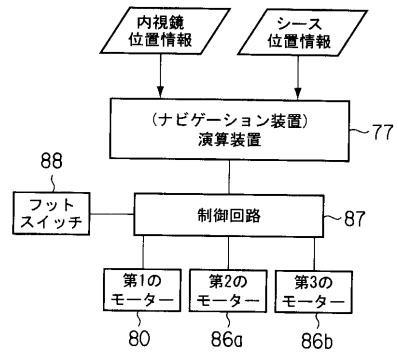 内視鏡
位置情報
シース
位置情報
(ナビゲーション装置)
演算装置
77
88
フット
スイッチ
制御回路
87
第1の
モーター
第2の
モーター
第3の
モーター
80
86a
86b